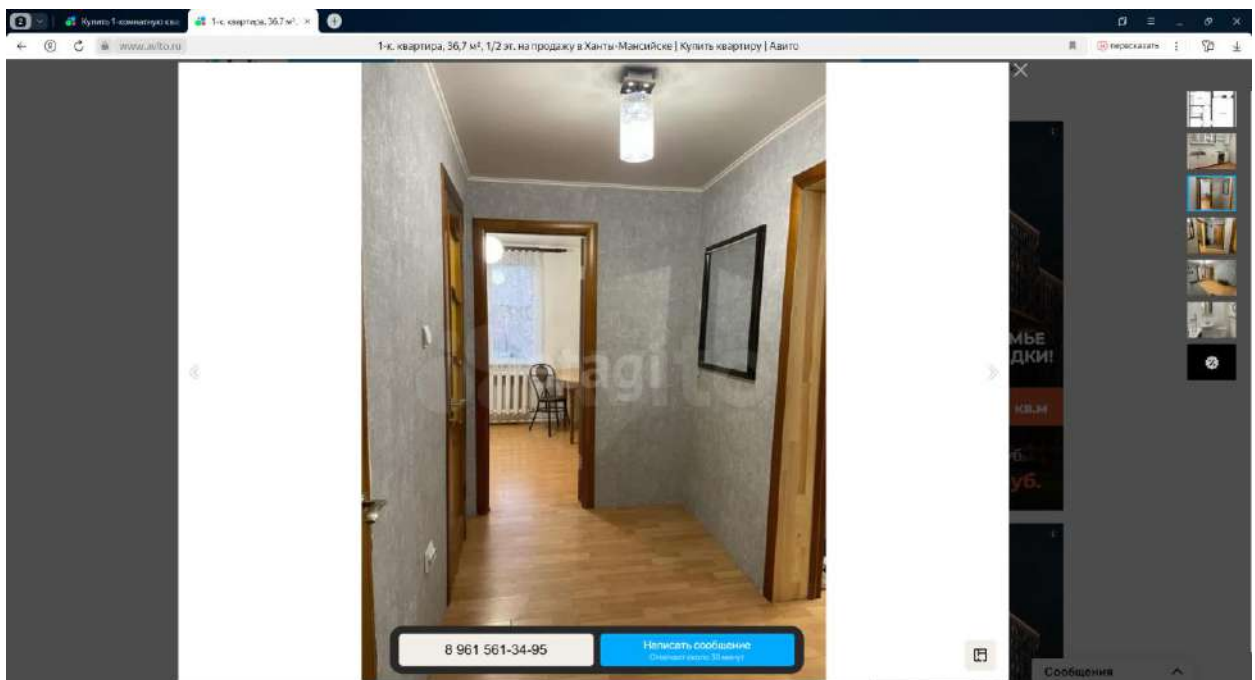 2
Купить 1-комнатную ква
1-к. квартира, 36,7 м²,
www.avito.ru
1-к. квартира, 36,7 м², 1/2 эт. на продажу в Ханты-Мансийске | Купить квартиру | Авито
пересказать
МЬЕ
ДКИ!
КВ.М
уб.
уб.
8 961 561-34-95
Написать сообщение
Отвечает около 30 минут
Сообщения